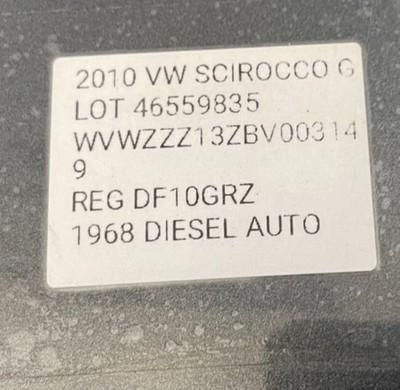 2010 VW SCIROCCO G
LOT 46559835
WVWZZZ13ZBV00314
9
REG DF10GRZ
1968 DIESEL AUTO